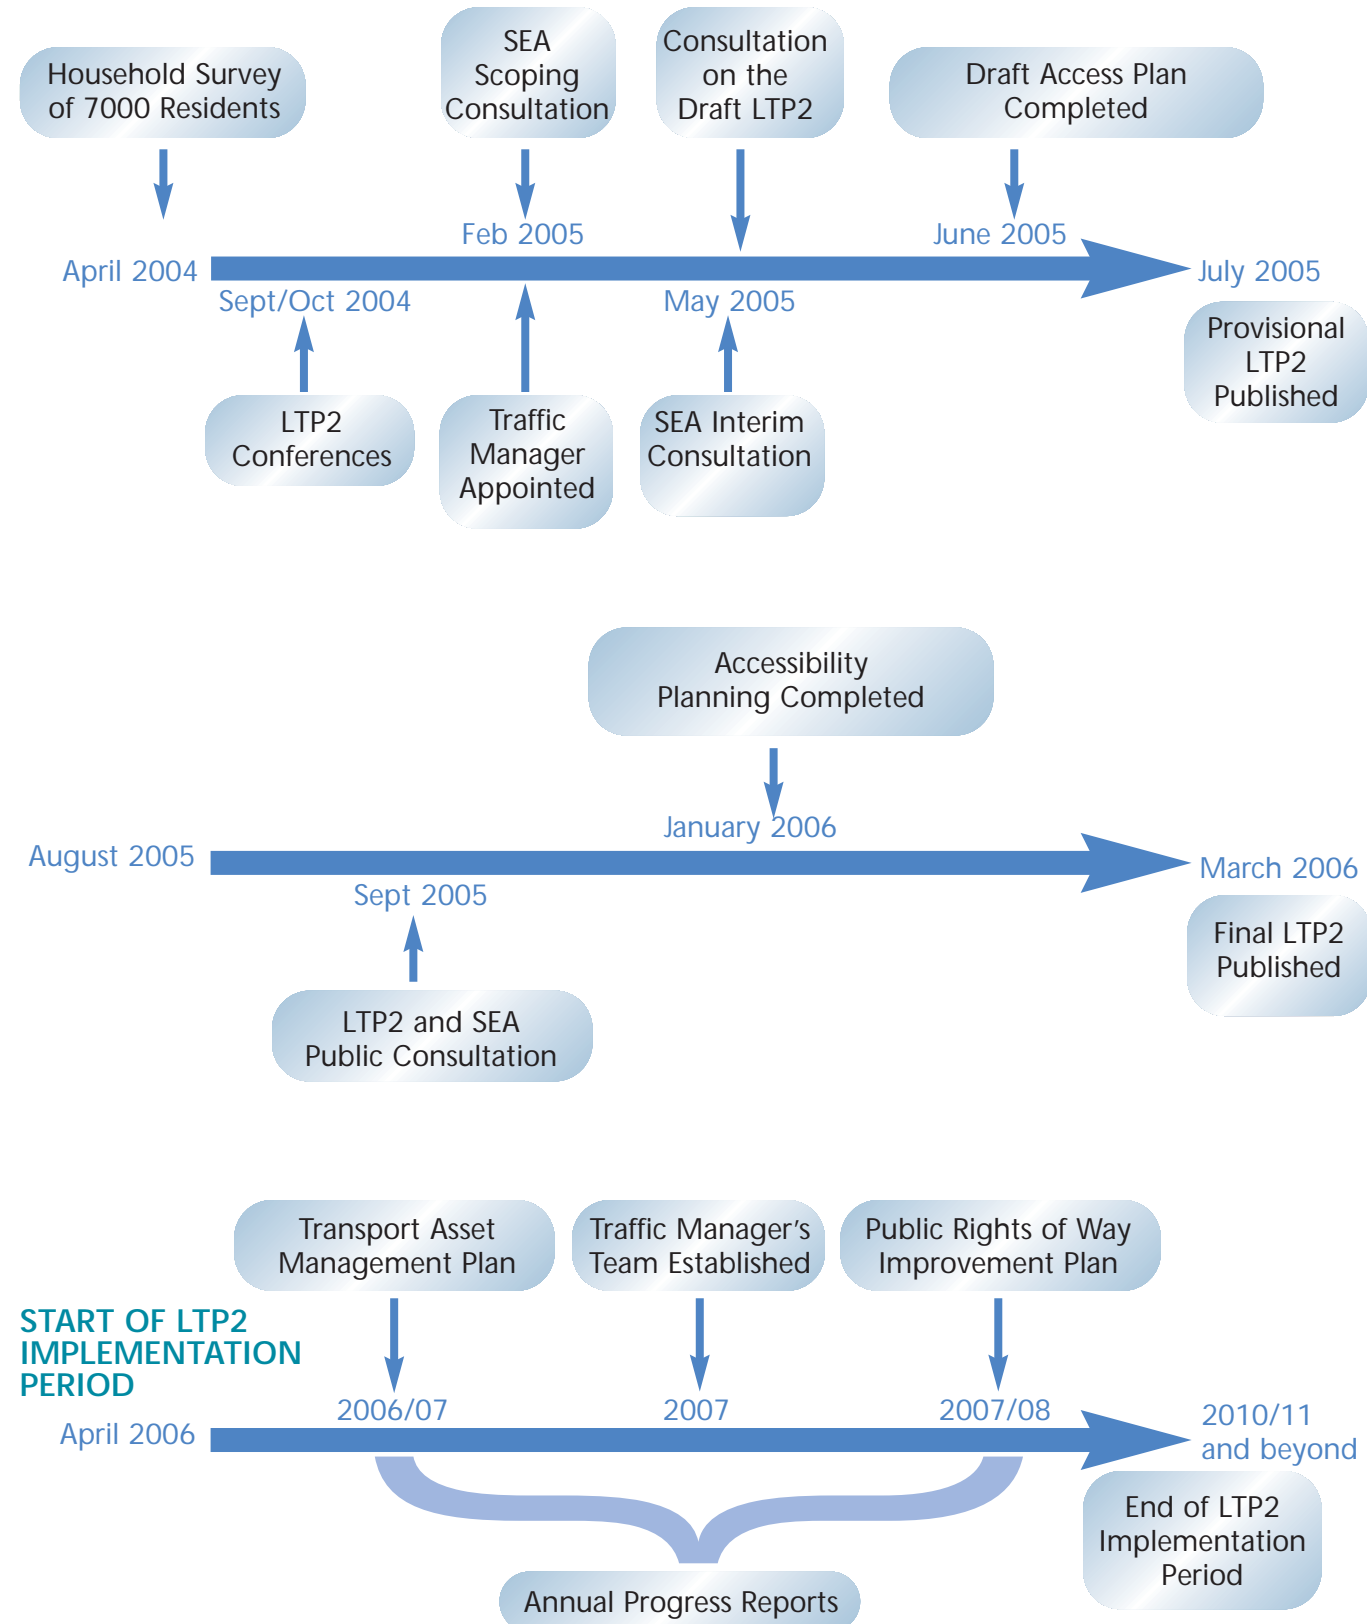 Household Survey
of 7000 Residents
SEA
Scoping
Consultation
Consultation
on the
Draft LTP2
Draft Access Plan
Completed
Feb 2005
June 2005
April 2004
July 2005
Sept/Oct 2004
May 2005
LTP2
Conferences
Traffic
Manager
Appointed
SEA Interim
Consultation
Provisional
LTP2
Published
Accessibility
Planning Completed
January 2006
August 2005
March 2006
Sept 2005
LTP2 and SEA
Public Consultation
Final LTP2
Published
Transport Asset
Management Plan
Traffic Manager's
Team Established
Public Rights of Way
Improvement Plan
START OF LTP2
IMPLEMENTATION
PERIOD
2006/07
2007
2007/08
April 2006
2010/11
and beyond
End of LTP2
Implementation
Period
Annual Progress Reports